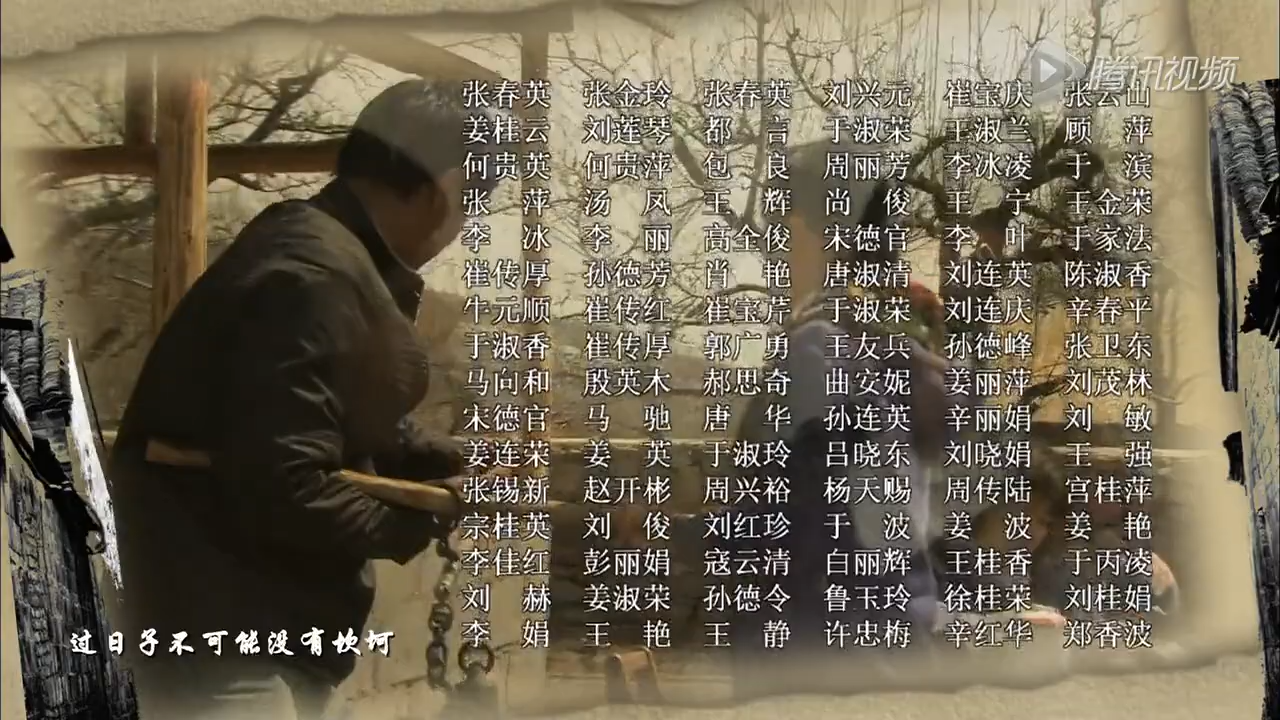 腾讯视频
张春英 张金玲 张春英 刘兴元 崔宝庆 张云山
姜桂云 刘莲琴 都言 于淑荣 王淑兰 顾萍
何贵英 何贵萍 包良 周丽芳 李冰凌 于滨
张萍 汤凤 王辉 尚俊 王宁 王金荣
李冰 李丽 高全俊 宋德官 李叶 于家法
崔传厚 孙德芳 肖艳 唐淑清 刘连英 陈淑香
牛元顺 崔传红 崔宝芹 于淑荣 刘连庆 辛春平
于淑香 崔传厚 郭广勇 王友兵 孙德峰 张卫东
马向和 殷英木 郝思奇 曲安妮 姜丽萍 刘茂林
宋德官 马驰 唐华 孙连英 辛丽娟 刘敏
姜连荣 姜英 于淑玲 吕晓东 刘晓娟 王强
张锡新 赵开彬 周兴裕 杨天赐 周传陆 宫桂萍
宗桂英 刘俊 刘红珍 于波 姜波 姜艳
李佳红 彭丽娟 寇云清 白丽辉 王桂香 于丙凌
刘赫 姜淑荣 孙德令 鲁玉玲 徐桂荣 刘桂娟
李娟 王艳 王静 许忠梅 辛红华 郑香波
过日子不可能没有坎坷